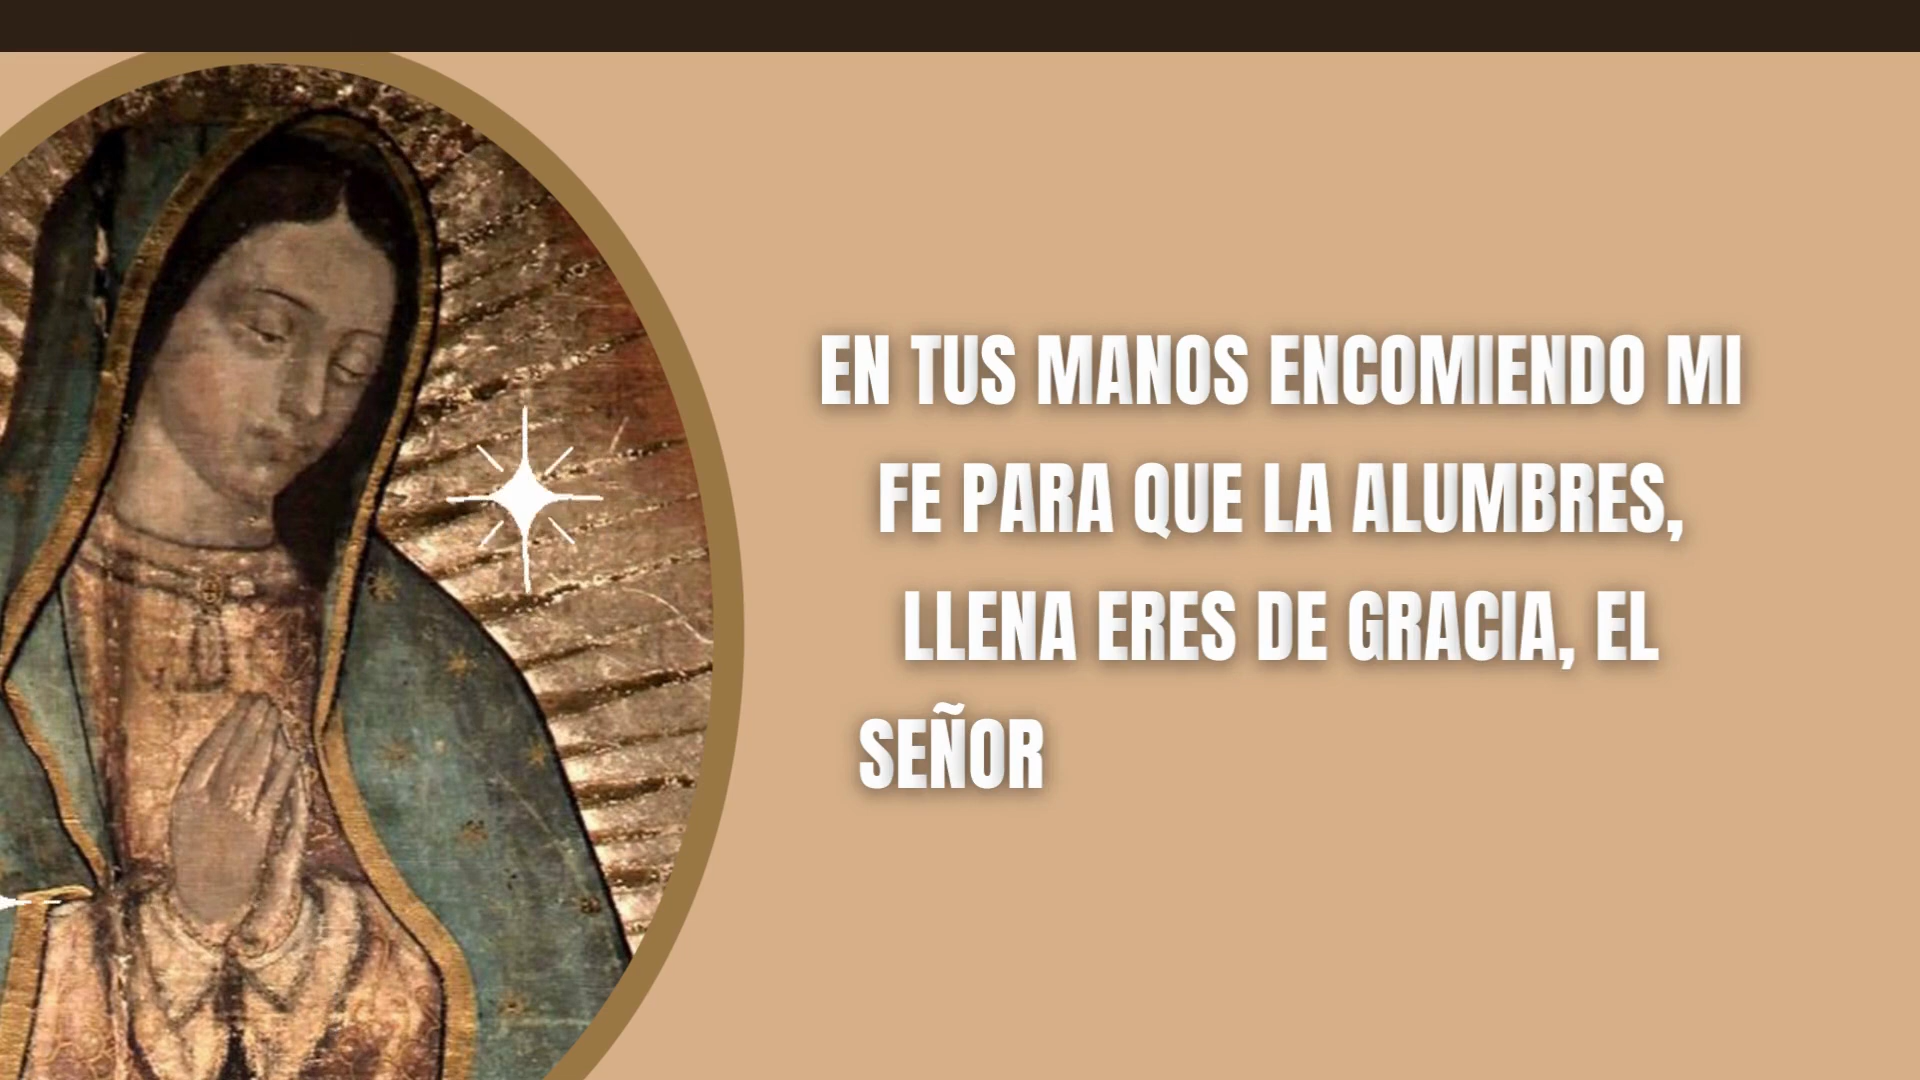 EN TUS MANOS ENCOMIENDO MI
FE PARA QUE LA ALUMBRES,
LLENA ERES DE GRACIA, EL
SEÑOR